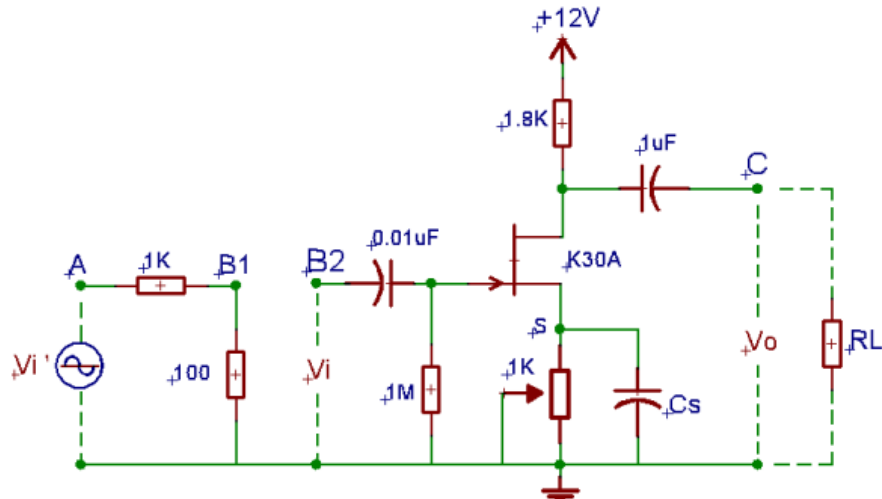 +12V
1.8K
1uF
C
0.01uF
A
1K
B1
B2
K30A
S
Vi '
100
Vi
1M
1K
Cs
Vo
RL